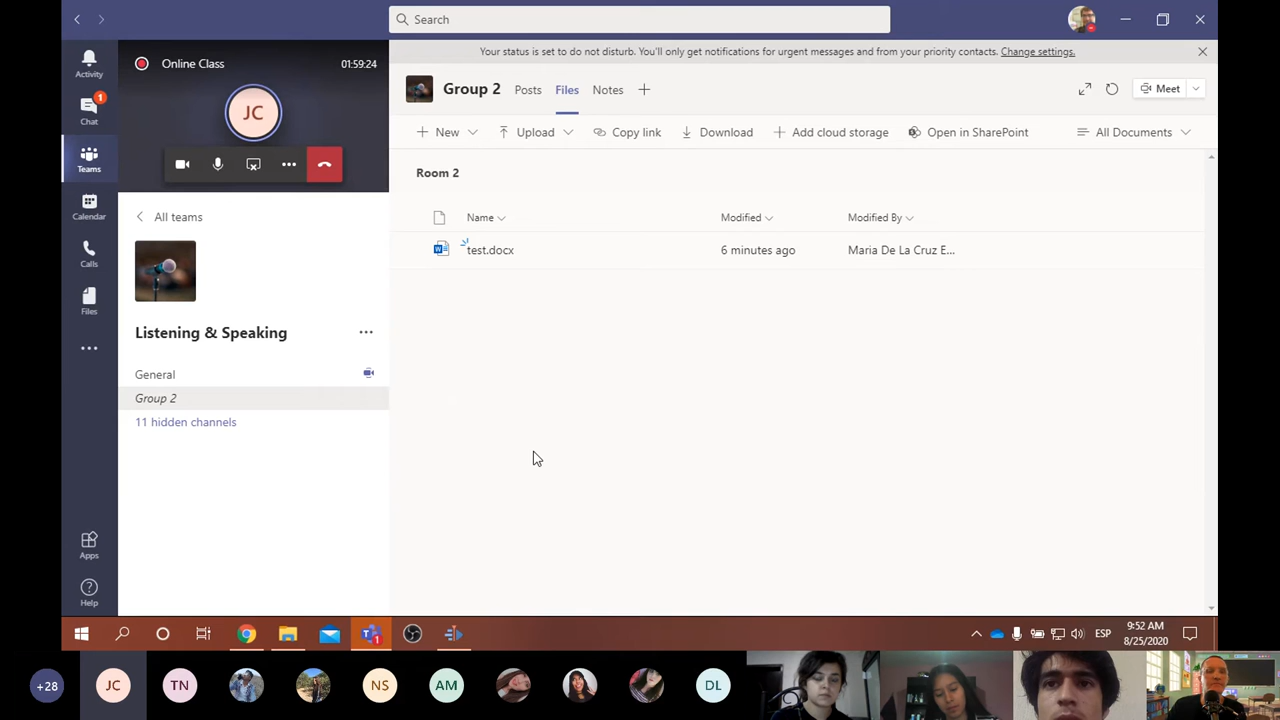 Search
Your status is set to do not disturb. You'll only get notifications for urgent messages and from your priority contacts. Change settings.
Activity
Chat
1
Teams
Calendar
Calls
Files
Apps
Help
Online Class
01:59:24
JC
All teams
Listening & Speaking
General
Group 2
11 hidden channels
Group 2
Posts
Files
Notes
Meet
New
Upload
Copy link
Download
Add cloud storage
Open in SharePoint
All Documents
Room 2
Name
Modified
Modified By
test.docx
6 minutes ago
Maria De La Cruz E...
1
ESP
9:52 AM
8/25/2020
+28
JC
TN
NS
AM
DL